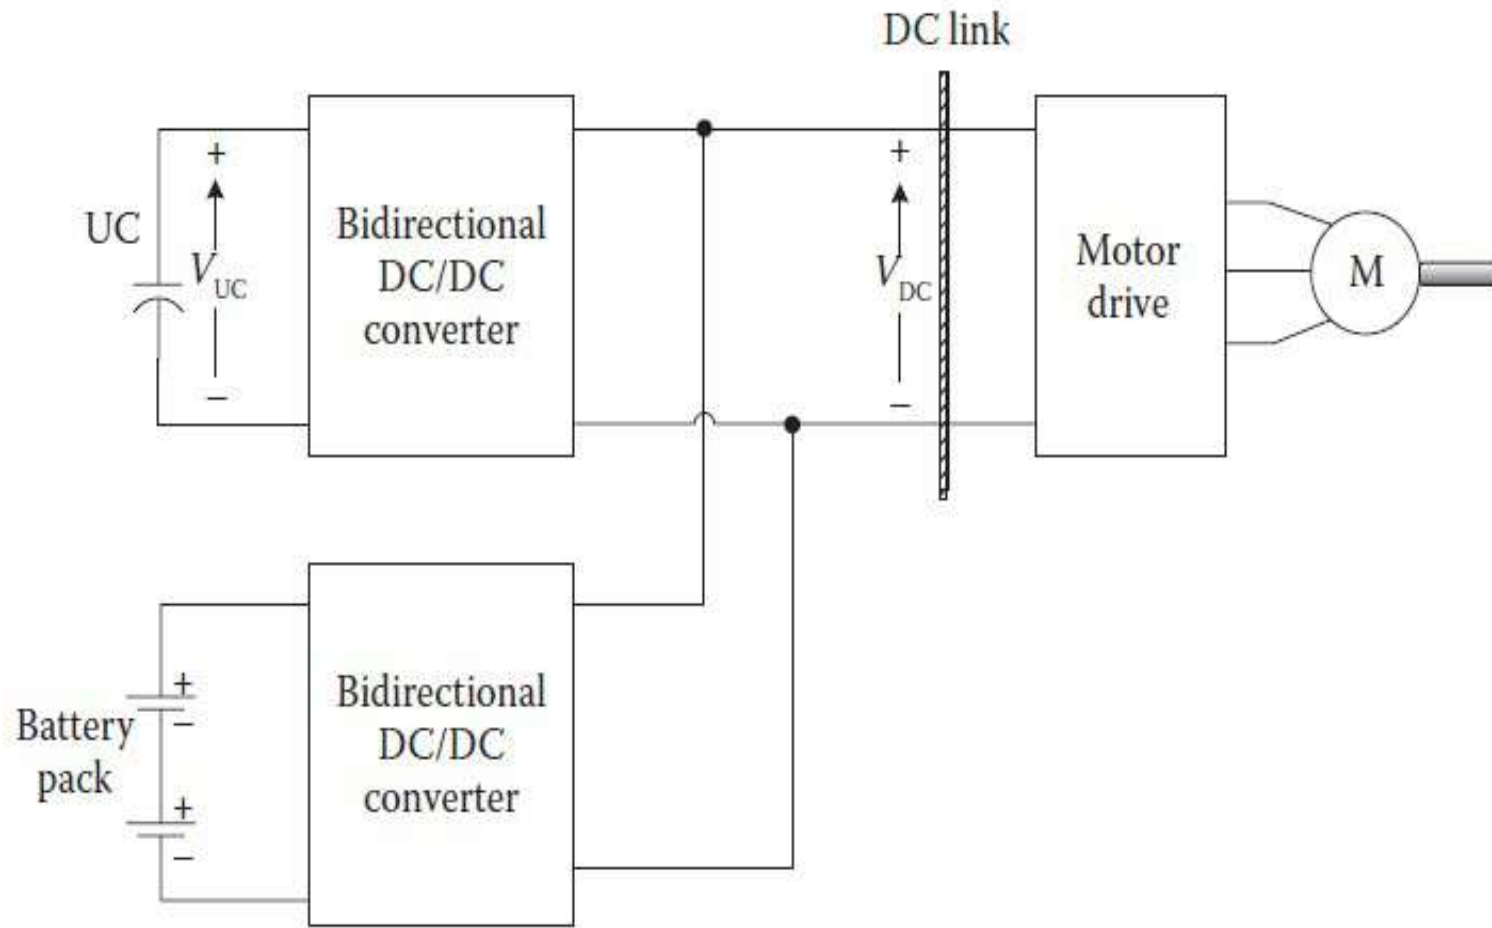 DC link
UC
+
V_UC
−
Bidirectional
DC/DC
converter
+
V_DC
−
Motor
drive
M
Battery
pack
+
−
+
−
Bidirectional
DC/DC
converter